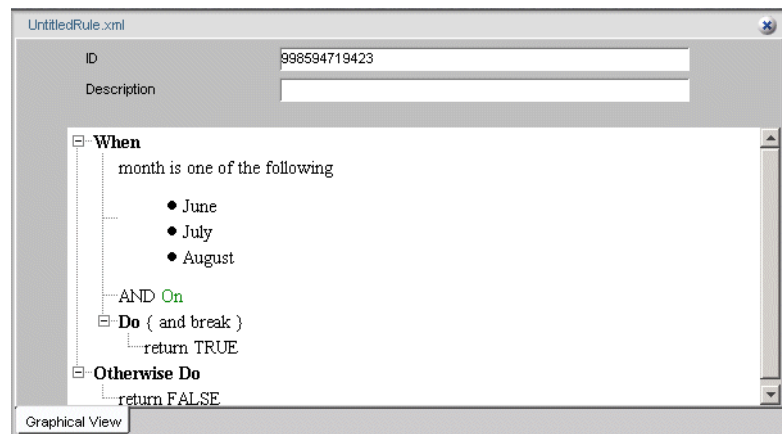 UntitledRule.xml
ID 998594719423
Description
When
month is one of the following
June
July
August
AND On
Do { and break }
return TRUE
Otherwise Do
return FALSE
Graphical View